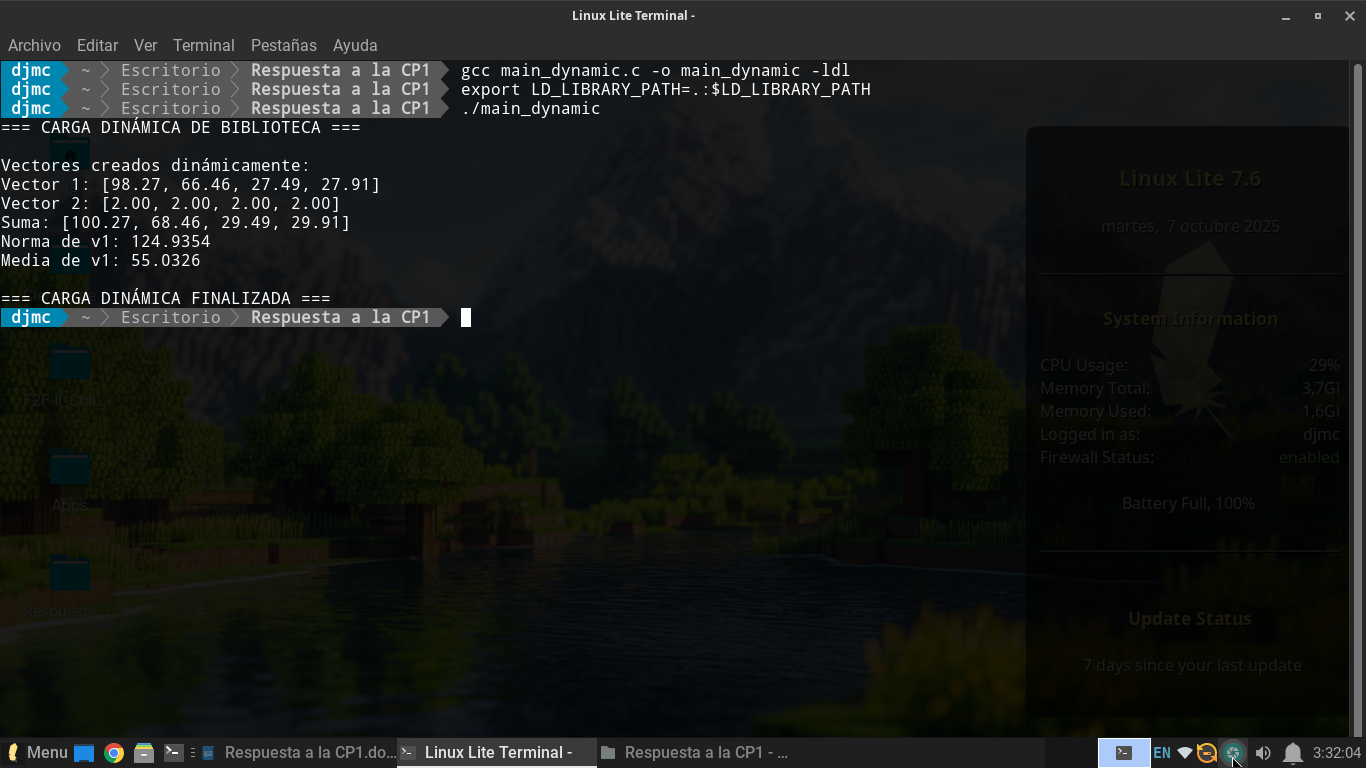 Linux Lite Terminal -
Archivo Editar Ver Terminal Pestañas Ayuda
djmc ~ Escritorio Respuesta a la CP1 gcc main_dynamic.c -o main_dynamic -ldl
djmc ~ Escritorio Respuesta a la CP1 export LD_LIBRARY_PATH=.:$LD_LIBRARY_PATH
djmc ~ Escritorio Respuesta a la CP1 ./main_dynamic
=== CARGA DINÁMICA DE BIBLIOTECA ===
Vectores creados dinámicamente:
Vector 1: [98.27, 66.46, 27.49, 27.91]
Vector 2: [2.00, 2.00, 2.00, 2.00]
Suma: [100.27, 68.46, 29.49, 29.91]
Norma de v1: 124.9354
Media de v1: 55.0326
=== CARGA DINÁMICA FINALIZADA ===
djmc ~ Escritorio Respuesta a la CP1
Apps
Respuesta...
Linux Lite 7.6
martes, 7 octubre 2025
System Information
CPU Usage: 29%
Memory Total: 3,7Gi
Memory Used: 1,6Gi
Logged in as: djmc
Firewall Status: enabled
Battery Full, 100%
Update Status
7 days since your last update
Menu Respuesta a la CP1.do... Linux Lite Terminal - Respuesta a la CP1 - ... EN 3:32:04